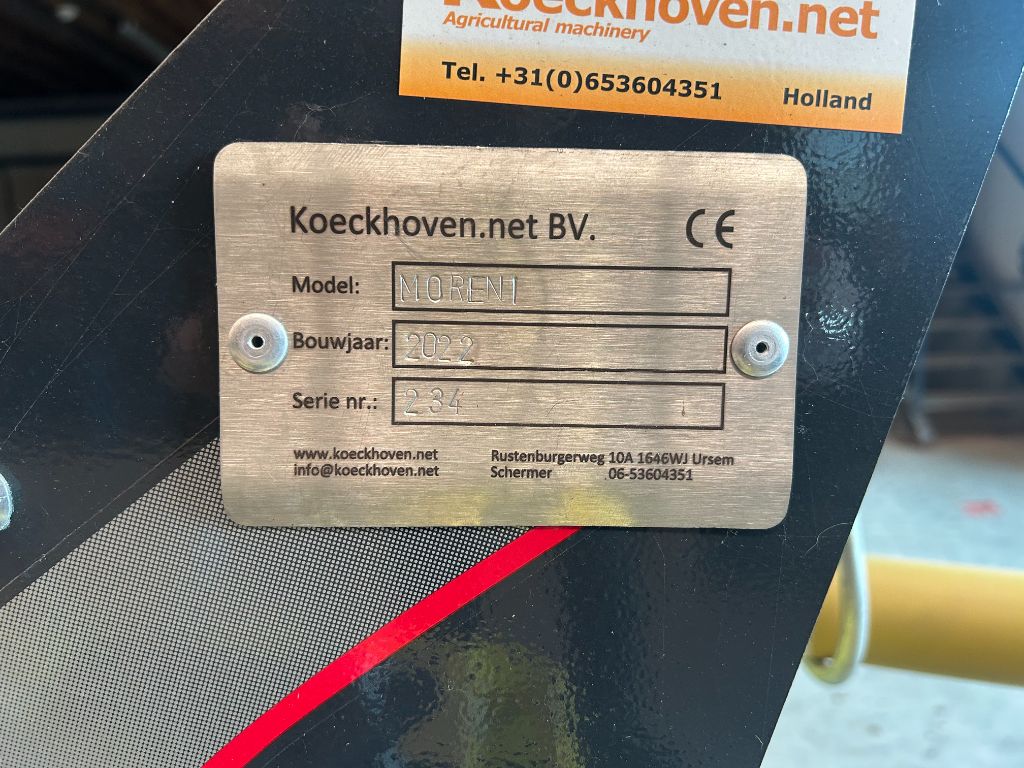 Koeckhoven.net
Agricultural machinery
Tel. +31(0)653604351 Holland
Koeckhoven.net BV. CE
Model: MORENI
Bouwjaar: 2022
Serie nr.: 234
www.koeckhoven.net Rustenburgerweg 10A 1646WJ Ursem
info@koeckhoven.net Schermer 06-53604351